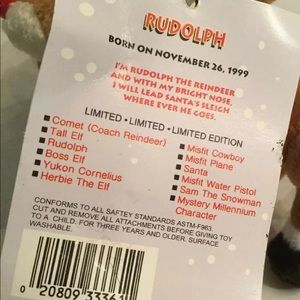 RUDOLPH
BORN ON NOVEMBER 26, 1999
I'M RUDOLPH THE REINDEER
AND WITH MY BRIGHT NOSE,
I WILL LEAD SANTA'S SLEIGH
WHERE EVER HE GOES.
LIMITED • LIMITED • LIMITED EDITION
• Comet (Coach Reindeer)
• Tall Elf
• Rudolph
• Boss Elf
• Yukon Cornelius
• Herbie The Elf
• Misfit Cowboy
• Misfit Plane
• Santa
• Misfit Water Pistol
• Sam The Snowman
• Mystery Millennium
Character
CONFORMS TO ALL SAFTEY STANDARDS ASTM-F963.
CUT AND REMOVE ALL ATTACHMENTS BEFORE GIVING TOY
TO A CHILD. FOR THREE YEARS AND OLDER. SURFACE
WASHABLE.
0 20809 33361